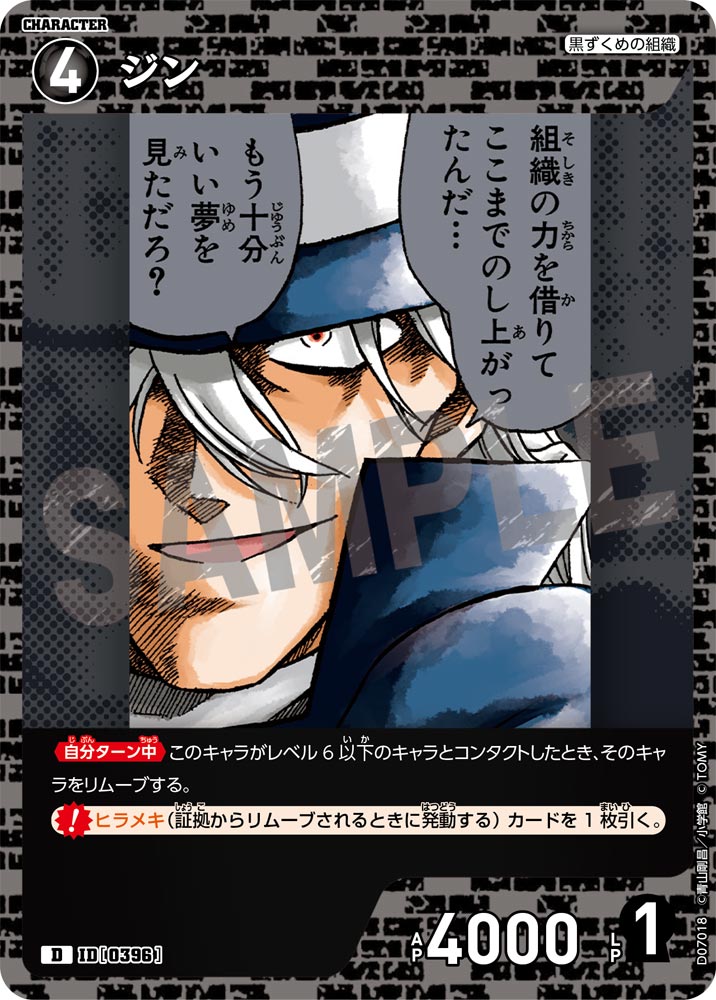 CHARACTER
4
ジン
黒ずくめの組織
組織の力を借りて
ここまでのし上がっ
たんだ…
もう十分
いい夢を
見ただろ?
SAMPLE
自分ターン中 このキャラがレベル6以下のキャラとコンタクトしたとき、そのキャ
ラをリムーブする。
ヒラメキ(証拠からリムーブされるときに発動する) カードを1枚引く。
D ID[0396]
AP 4000 LP 1
D07018 ©青山剛昌/小学館 ©TOMY